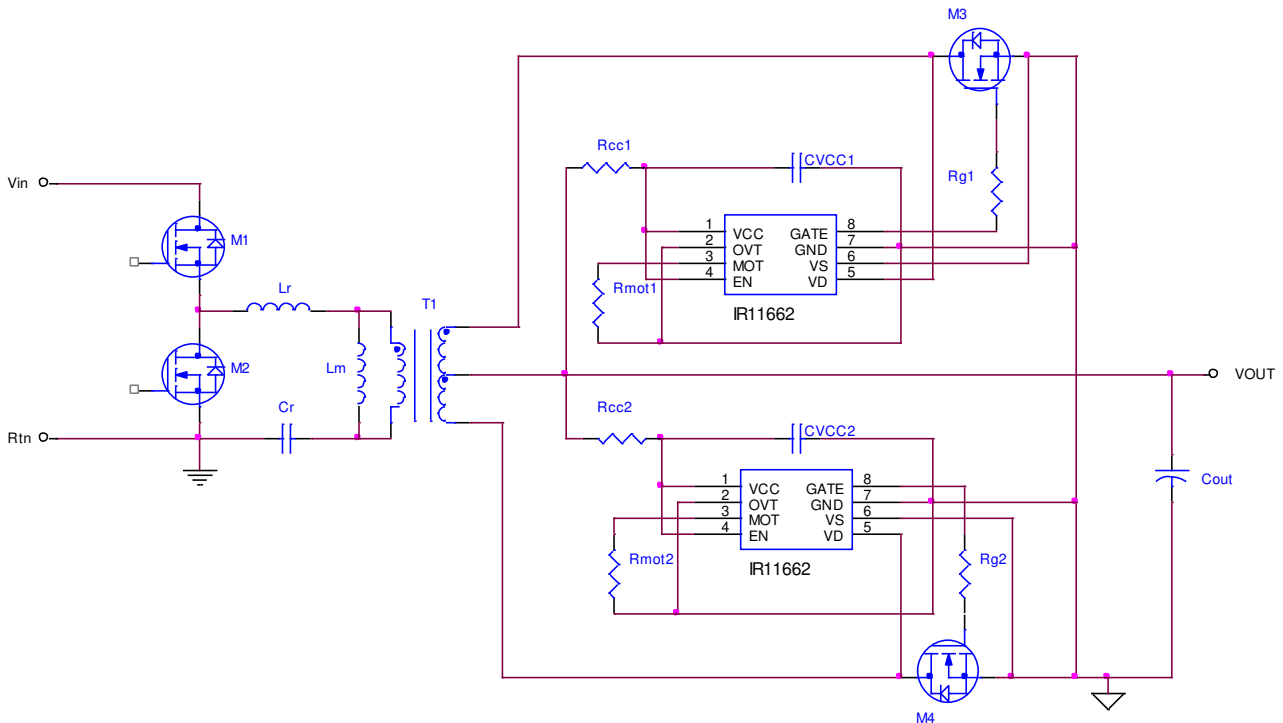 M3
Rcc1
CVCC1
Rg1
Vin
M1
1 VCC GATE 8
2 OVT GND 7
3 MOT VS 6
4 EN VD 5
Rmot1
IR11662
Lr
T1
Lm
M2
VOUT
Cr
Rcc2
CVCC2
Rtn
1 VCC GATE 8
2 OVT GND 7
3 MOT VS 6
4 EN VD 5
Cout
Rmot2
IR11662
Rg2
M4